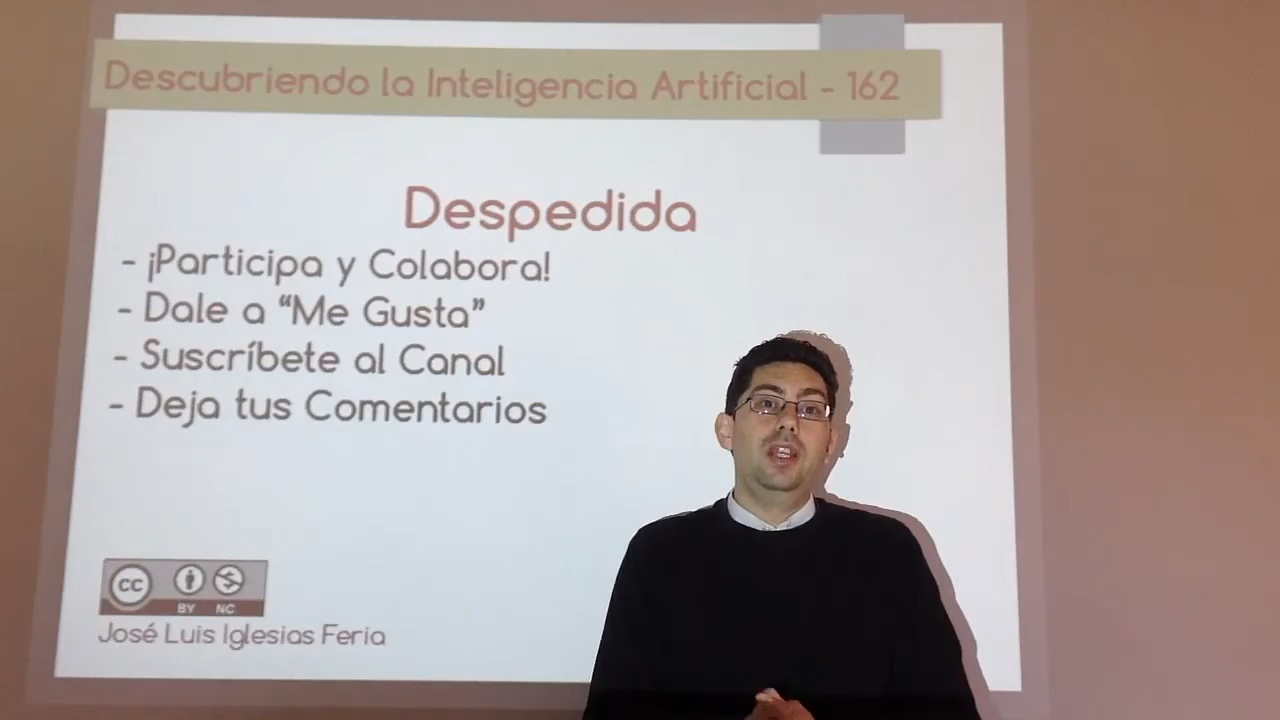 Descubriendo la Inteligencia Artificial - 162
Despedida
- ¡Participa y Colabora!
- Dale a “Me Gusta”
- Suscríbete al Canal
- Deja tus Comentarios
cc
BY NC
José Luis Iglesias Feria